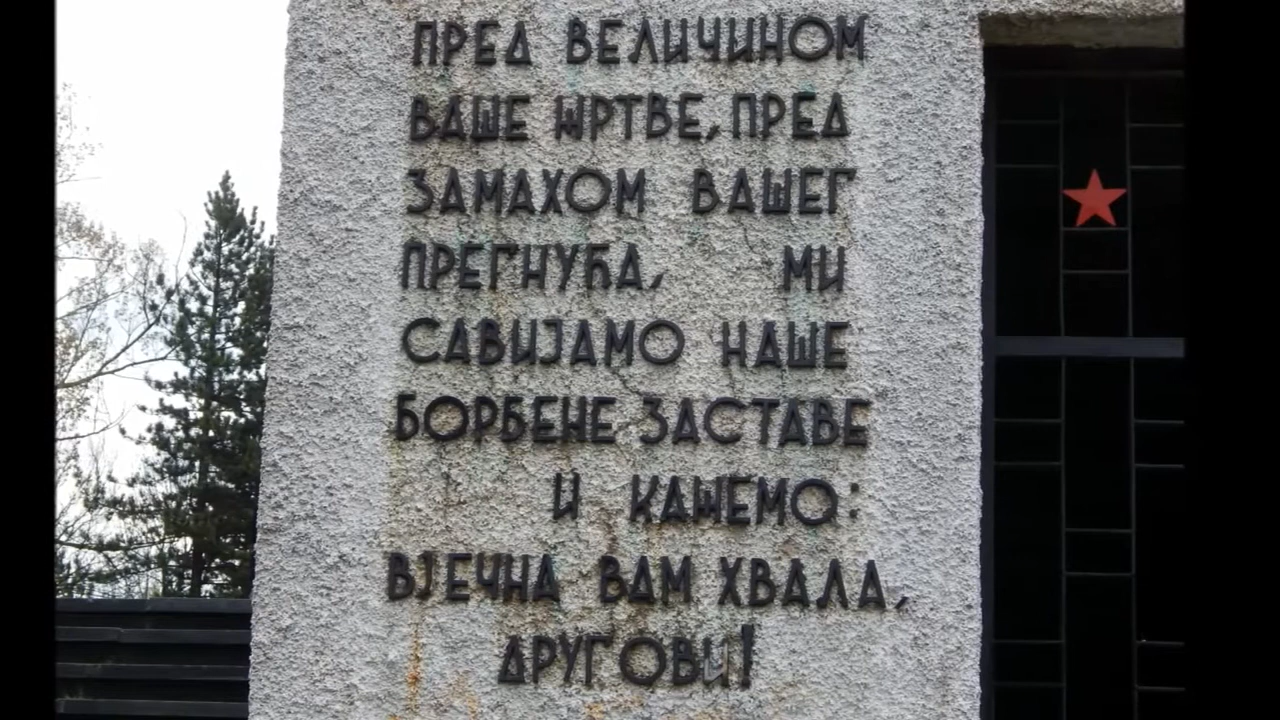 ПРЕД ВЕЛИЧИНОМ
ВАШЕ ЖРТВЕ, ПРЕД
ЗАМАХОМ ВАШЕГ
ПРЕГНУЋА, МИ
САВИЈАМО НАШЕ
БОРБЕНЕ ЗАСТАВЕ
И КАЖЕМО:
ВЈЕЧНА ВАМ ХВАЛА,
ДРУГОВИ!